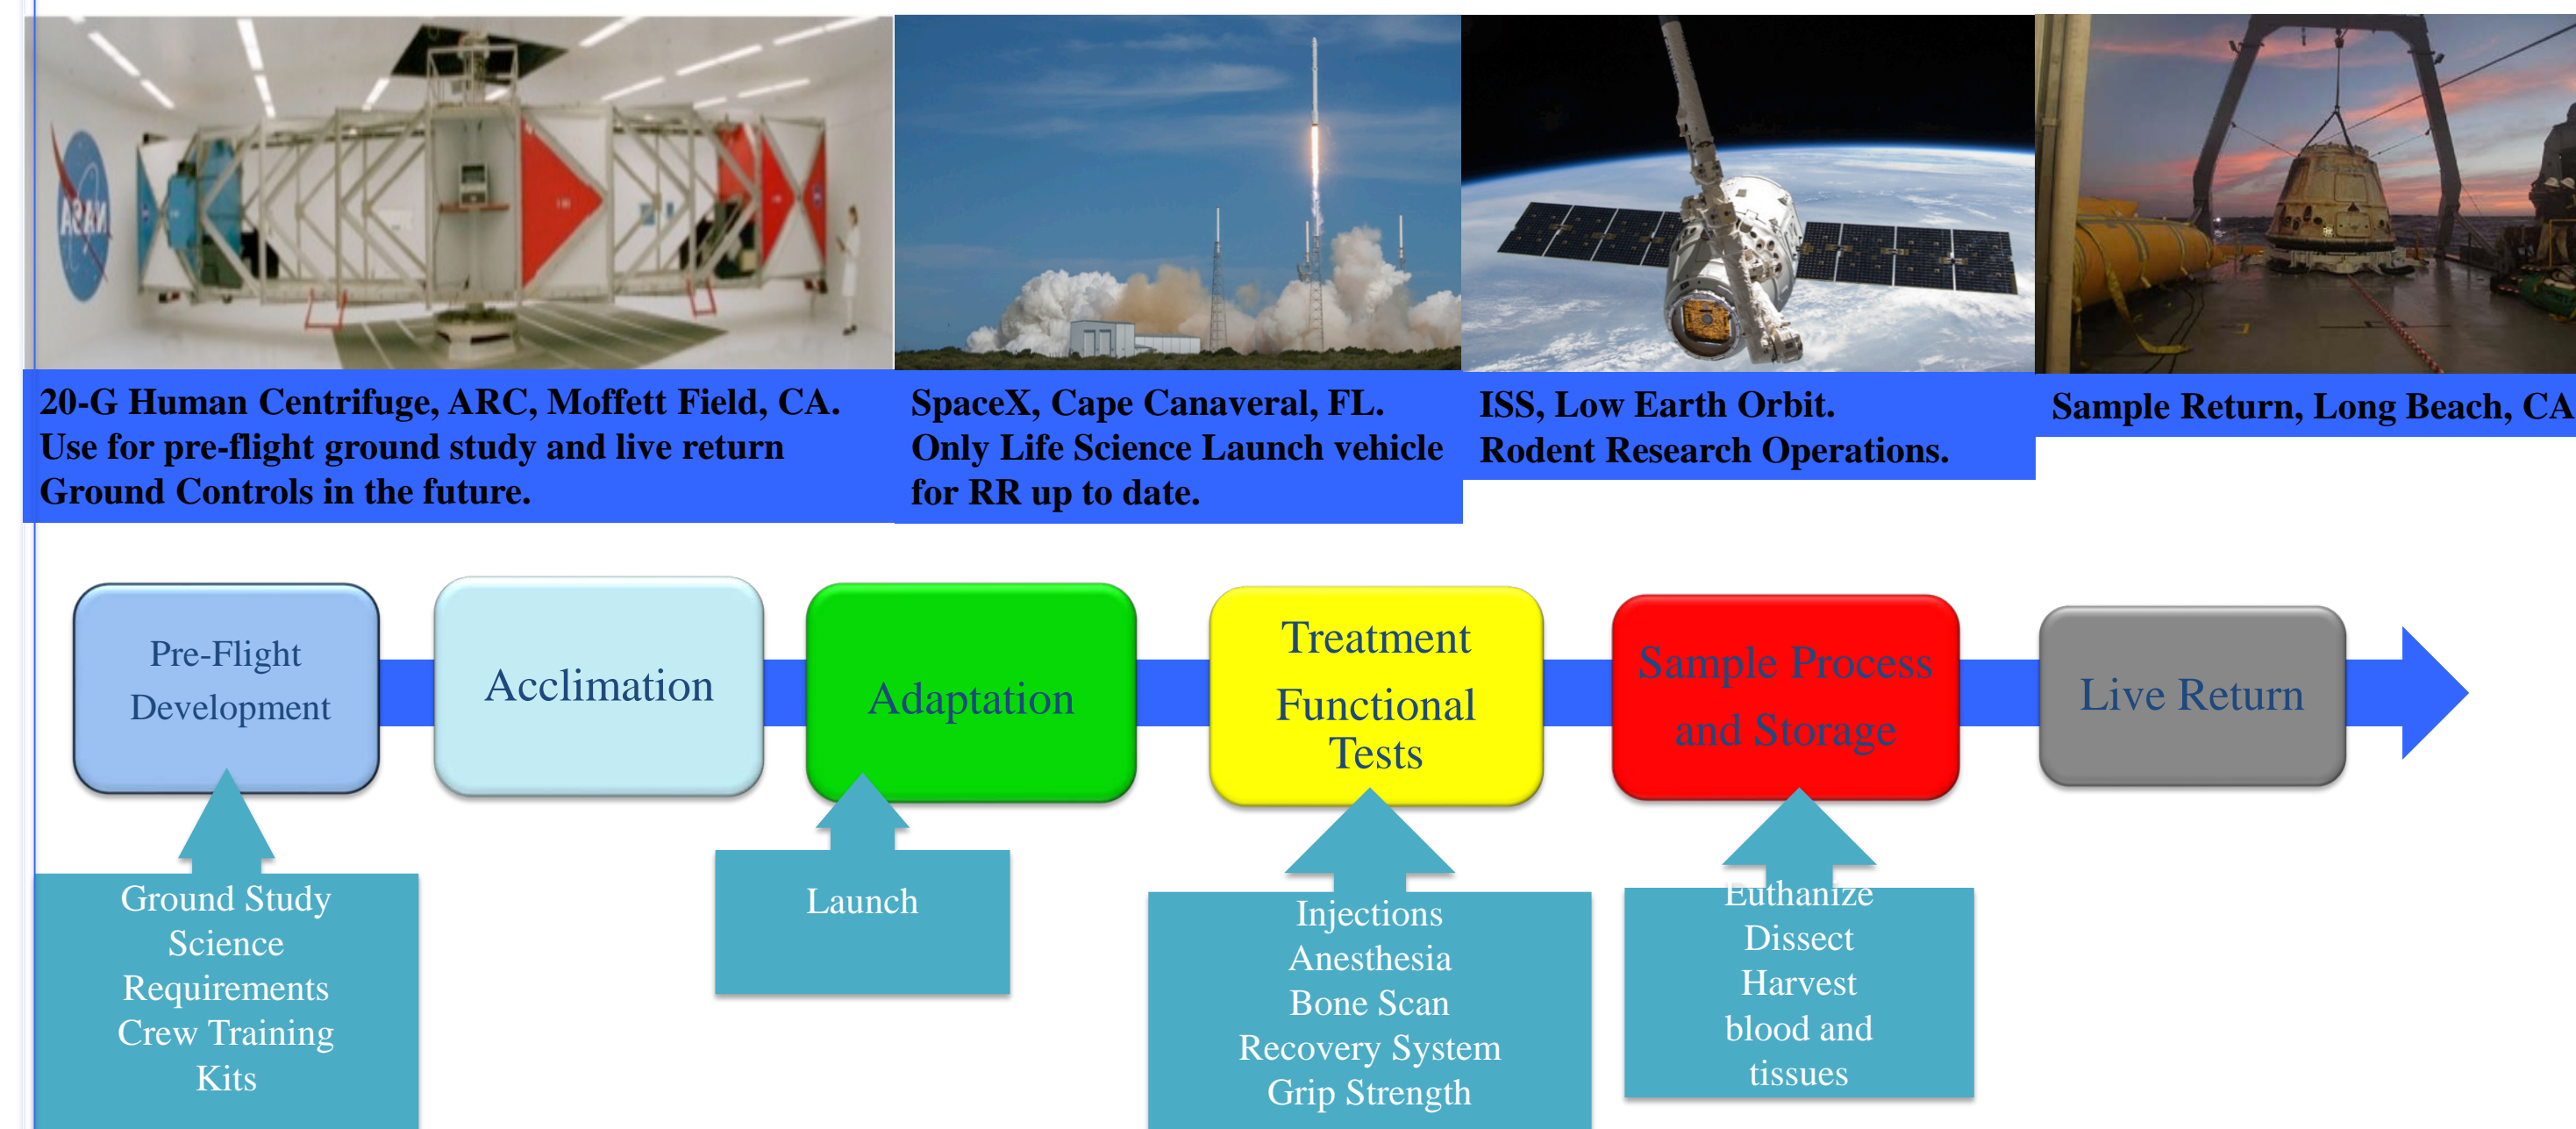 NASA
20-G Human Centrifuge, ARC, Moffett Field, CA.
Use for pre-flight ground study and live return
Ground Controls in the future.
SpaceX, Cape Canaveral, FL.
Only Life Science Launch vehicle
for RR up to date.
ISS, Low Earth Orbit.
Rodent Research Operations.
Sample Return, Long Beach, CA
Pre-Flight
Development
Acclimation
Adaptation
Treatment
Functional
Tests
Sample Process
and Storage
Live Return
Ground Study
Science
Requirements
Crew Training
Kits
Launch
Injections
Anesthesia
Bone Scan
Recovery System
Grip Strength
Euthanize
Dissect
Harvest
blood and
tissues